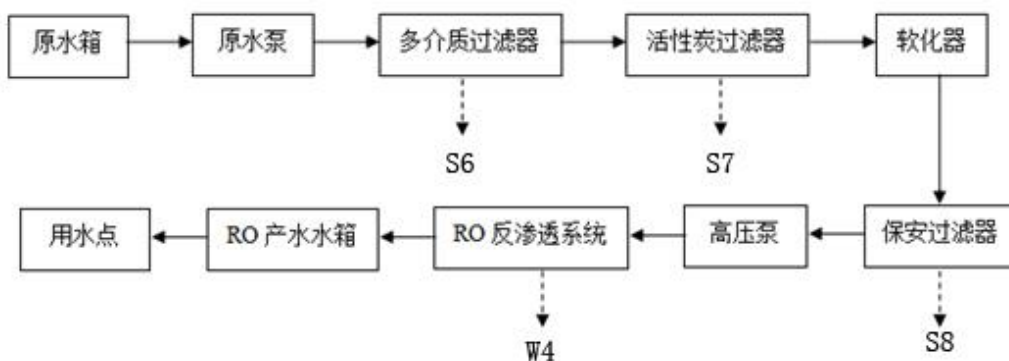 原水箱
原水泵
多介质过滤器
活性炭过滤器
软化器
S6
S7
用水点
RO 产水水箱
RO 反渗透系统
高压泵
保安过滤器
W4
S8